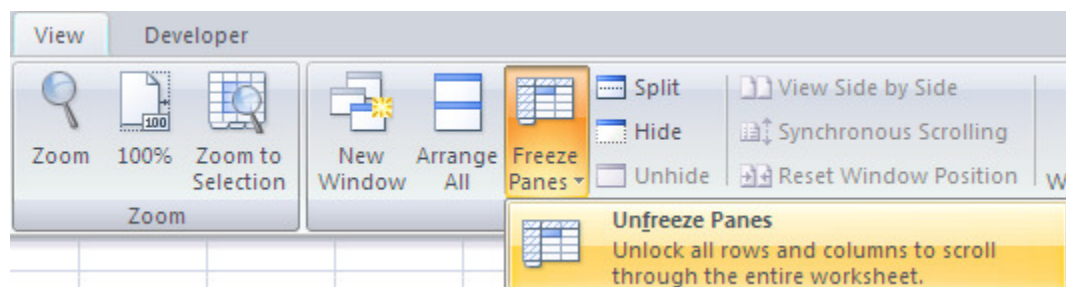 View Developer
Split View Side by Side
100
Hide Synchronous Scrolling
Zoom 100% Zoom to New Arrange Freeze
Selection Window All Panes Unhide Reset Window Position
Zoom
Unfreeze Panes
Unlock all rows and columns to scroll
through the entire worksheet.